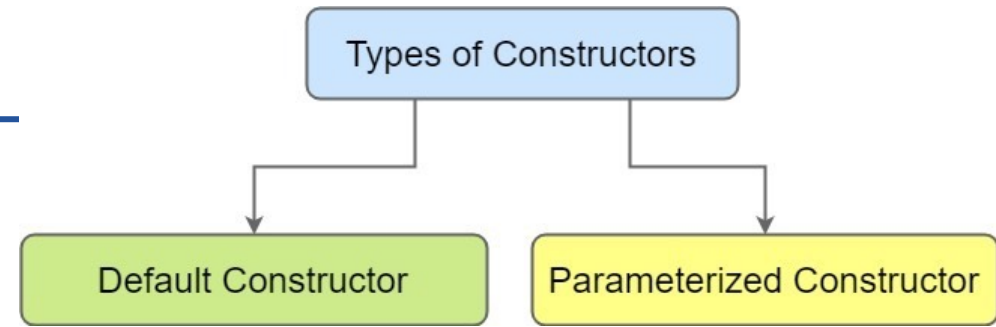 Types of Constructors
Default Constructor
Parameterized Constructor